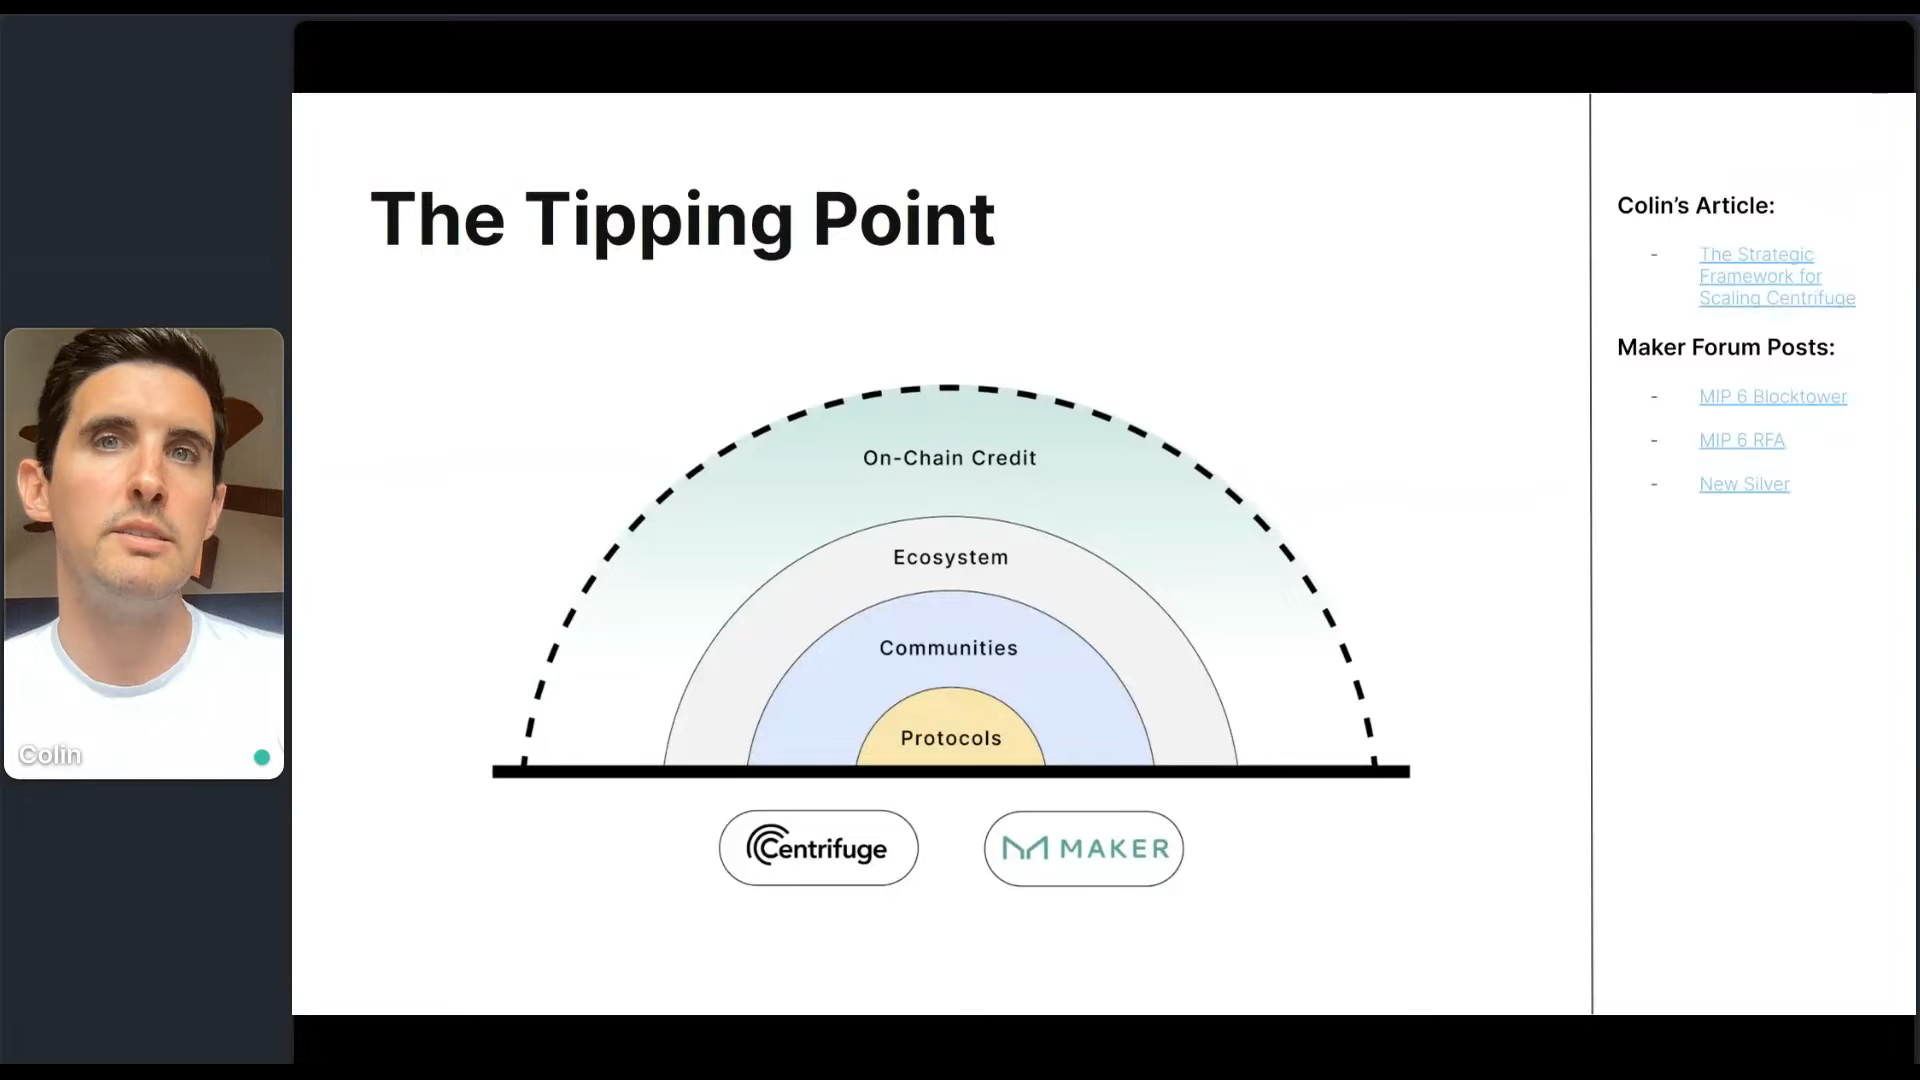 The Tipping Point
On-Chain Credit
Ecosystem
Communities
Protocols
Centrifuge
MAKER
Colin’s Article:
- The Strategic
Framework for
Scaling Centrifuge
Maker Forum Posts:
- MIP 6 Blocktower
- MIP 6 RFA
- New Silver
Colin